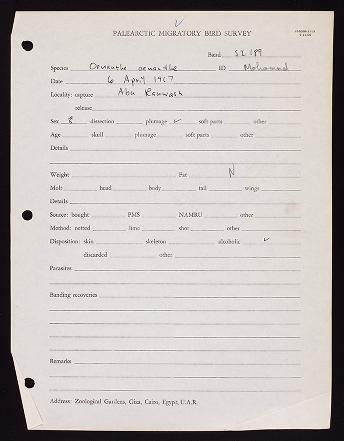 PALEARCTIC MIGRATORY BIRD SURVEY
Band SI 189
Species Oenanthe oenanthe ID Mohamed
Date 6 April 1967
Locality: capture Abu Rawash
release
Sex 8 dissection plumage ✓ soft parts other
Age skull plumage soft parts other
Details
Weight Fat N
Molt: head body tail wings
Details
Source: bought PMS NAMRU other
Method: netted lime shot other
Disposition: skin skeleton alcoholic ✓
discarded other
Parasites
Banding recoveries
Remarks
Address: Zoological Gardens, Giza, Cairo, Egypt, U.A.R.